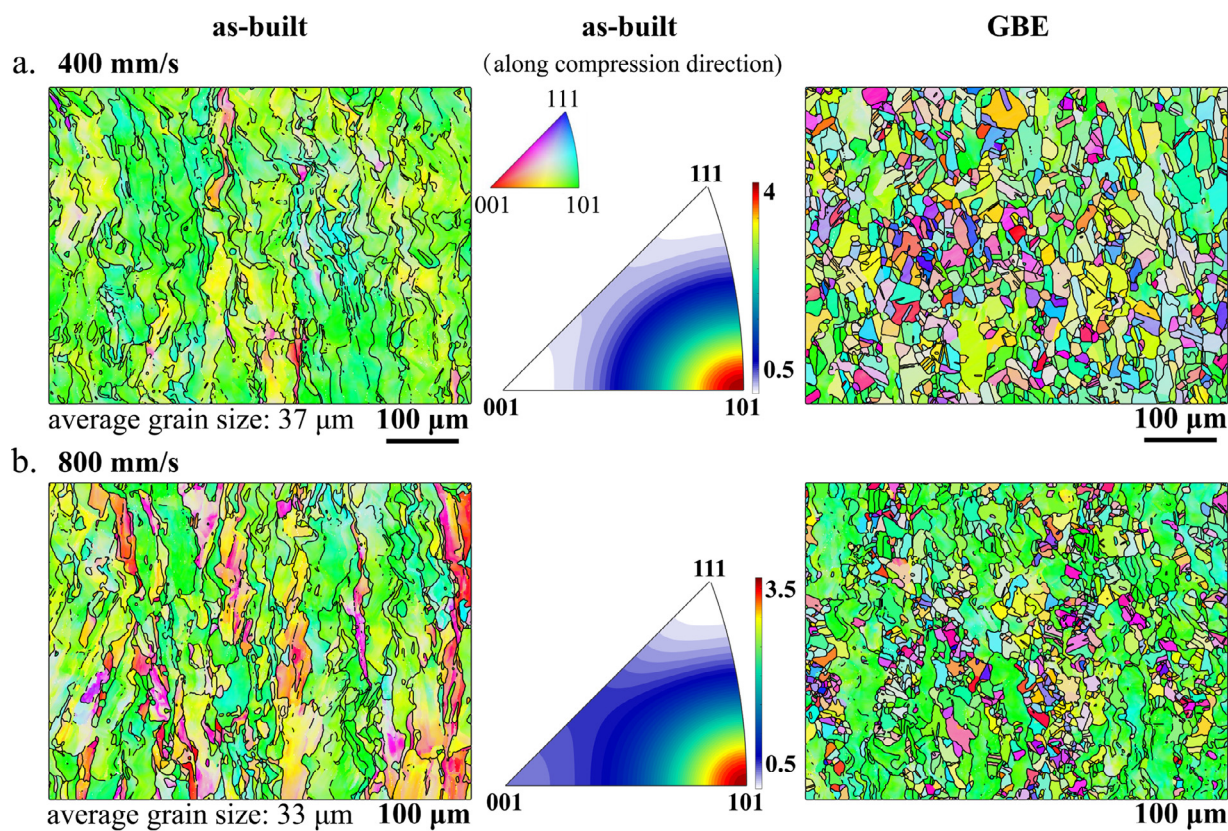 as-built
as-built
GBE
a. 400 mm/s
(along compression direction)
111
001
101
111
4
0.5
001
101
average grain size: 37 μm
100 μm
100 μm
b. 800 mm/s
111
3.5
0.5
001
101
average grain size: 33 μm
100 μm
100 μm